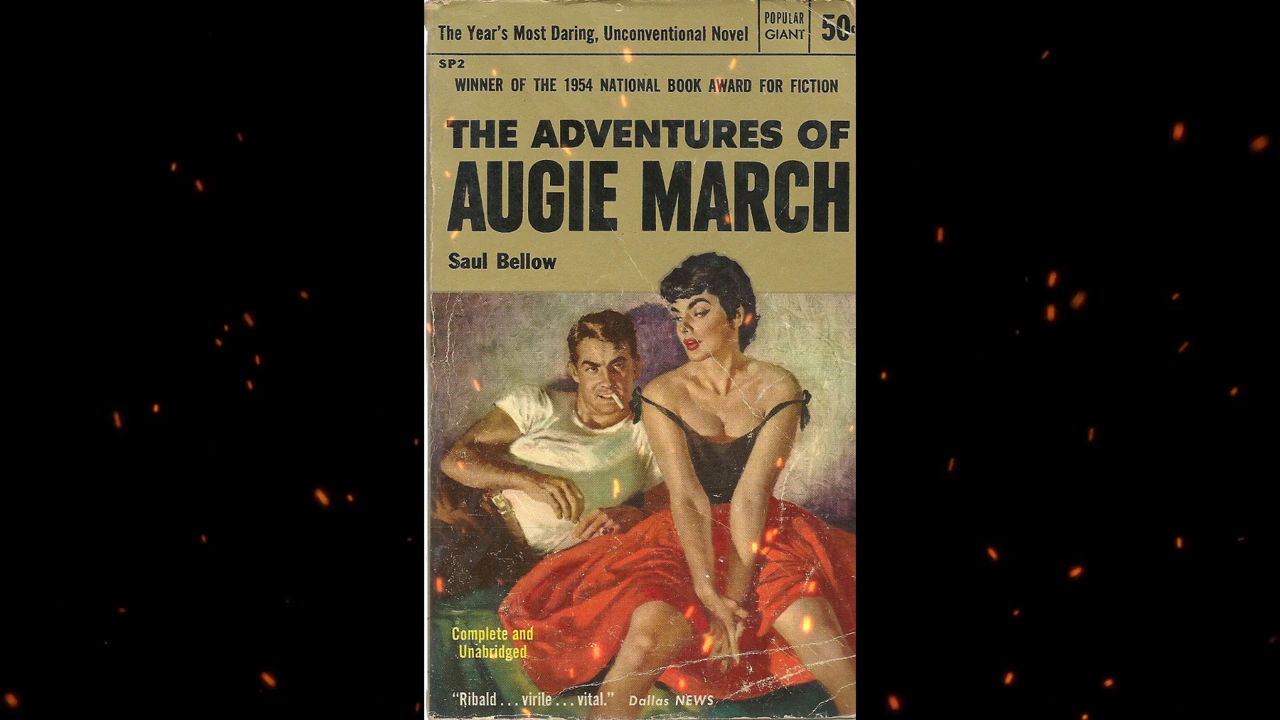 The Year's Most Daring, Unconventional Novel
POPULAR
GIANT
50¢
SP2
WINNER OF THE 1954 NATIONAL BOOK AWARD FOR FICTION
THE ADVENTURES OF
AUGIE MARCH
Saul Bellow
Complete and
Unabridged
"Ribald . . . virile . . . vital." Dallas NEWS